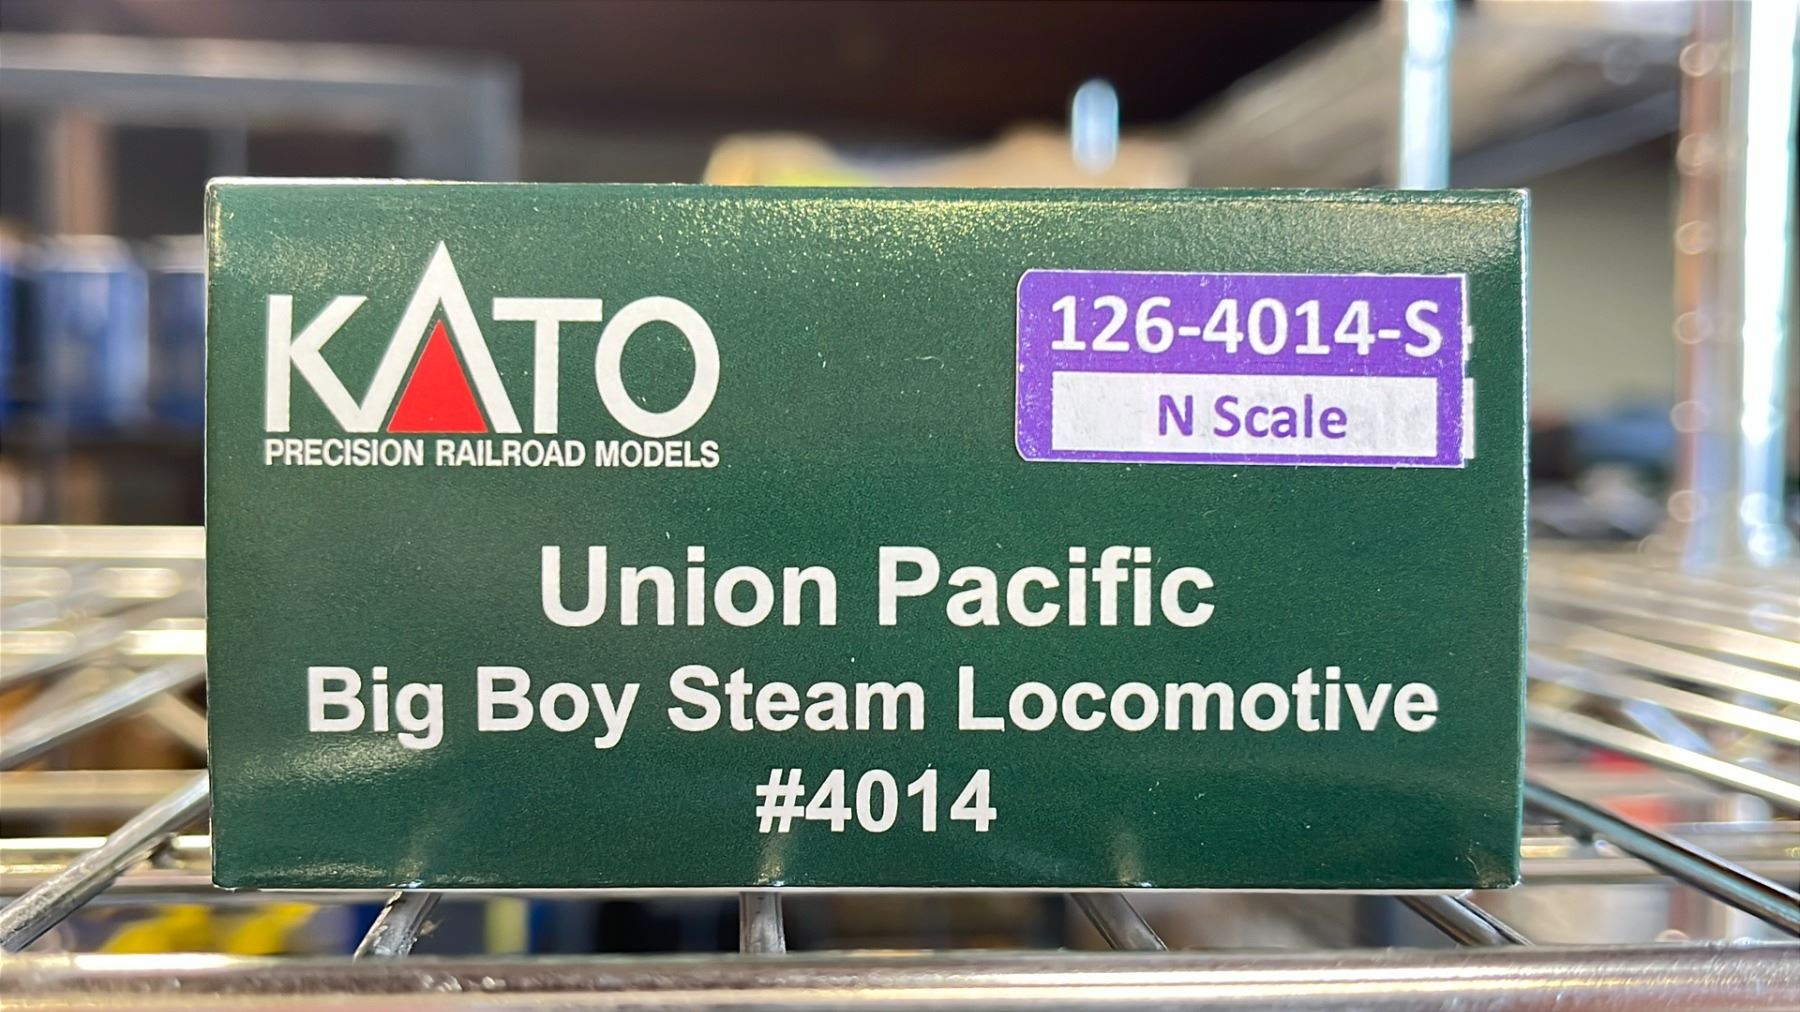 KATO
PRECISION RAILROAD MODELS
126-4014-S
N Scale
Union Pacific
Big Boy Steam Locomotive
#4014